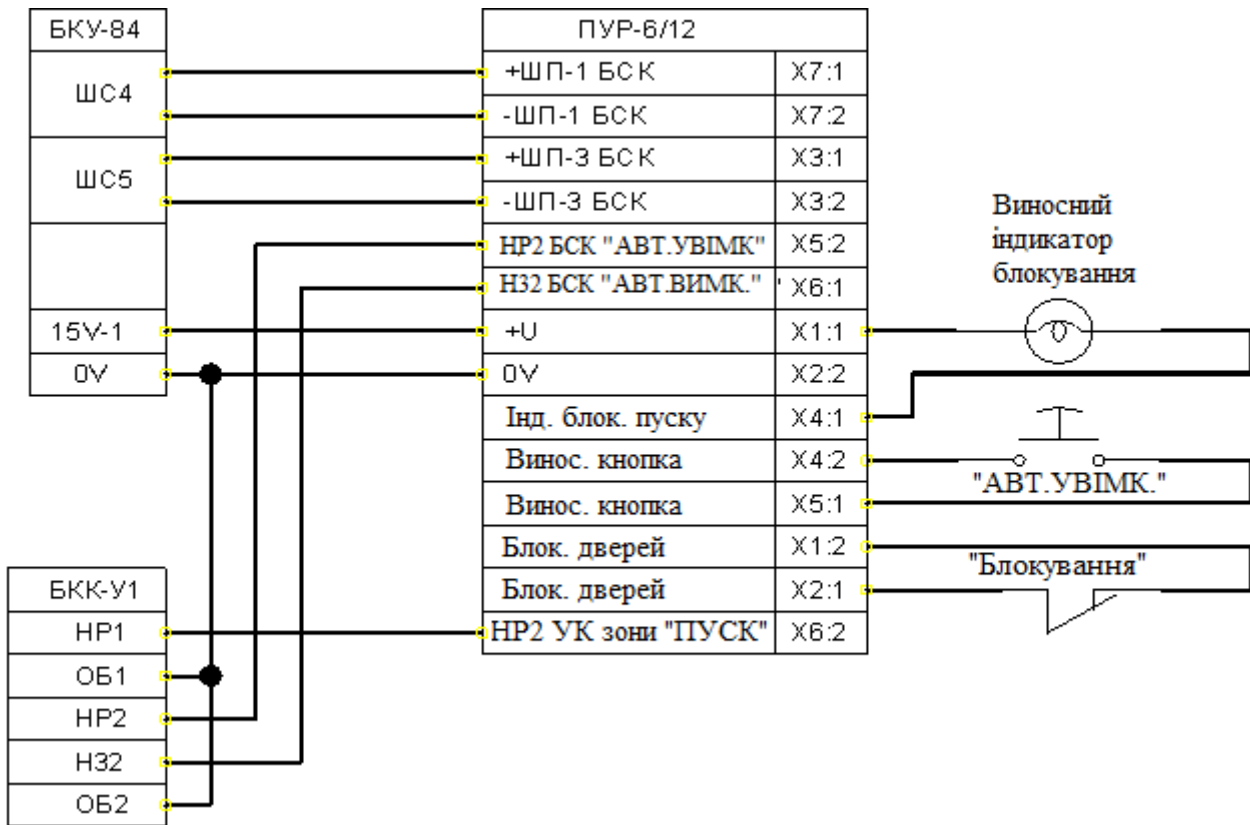 БКУ-84
ШС4
ШС5
15V-1
0V
ПУР-6/12
+ШП-1 БСК X7:1
-ШП-1 БСК X7:2
+ШП-3 БСК X3:1
-ШП-3 БСК X3:2
НР2 БСК "АВТ.УВІМК" X5:2
НЗ2 БСК "АВТ.ВИМК." ' X6:1
+U X1:1
0V X2:2
Інд. блок. пуску X4:1
Винос. кнопка X4:2
Винос. кнопка X5:1
Блок. дверей X1:2
Блок. дверей X2:1
НР2 УК зони "ПУСК" X6:2
Виносний
індикатор
блокування
"АВТ.УВІМК."
"Блокування"
БКК-У1
НР1
ОБ1
НР2
НЗ2
ОБ2